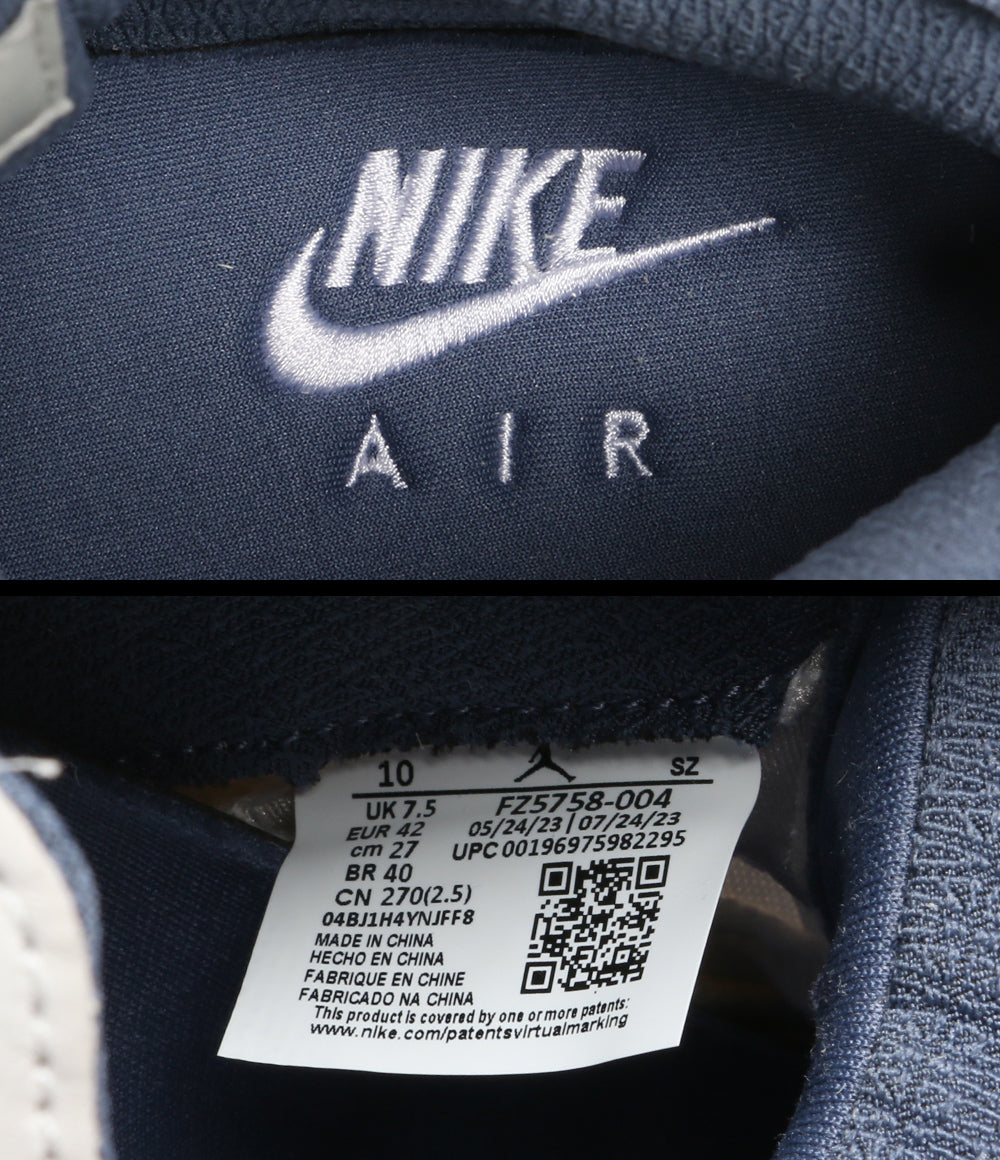 NIKE
AIR
10 SZ
UK 7.5 FZ5758-004
EUR 42 05/24/23 | 07/24/23
cm 27 UPC 00196975982295
BR 40
CN 270(2.5)
04BJ1H4YNJFF8
MADE IN CHINA
HECHO EN CHINA
FABRIQUE EN CHINE
FABRICADO NA CHINA
This product is covered by one or more patents:
www.nike.com/patentsvirtualmarking